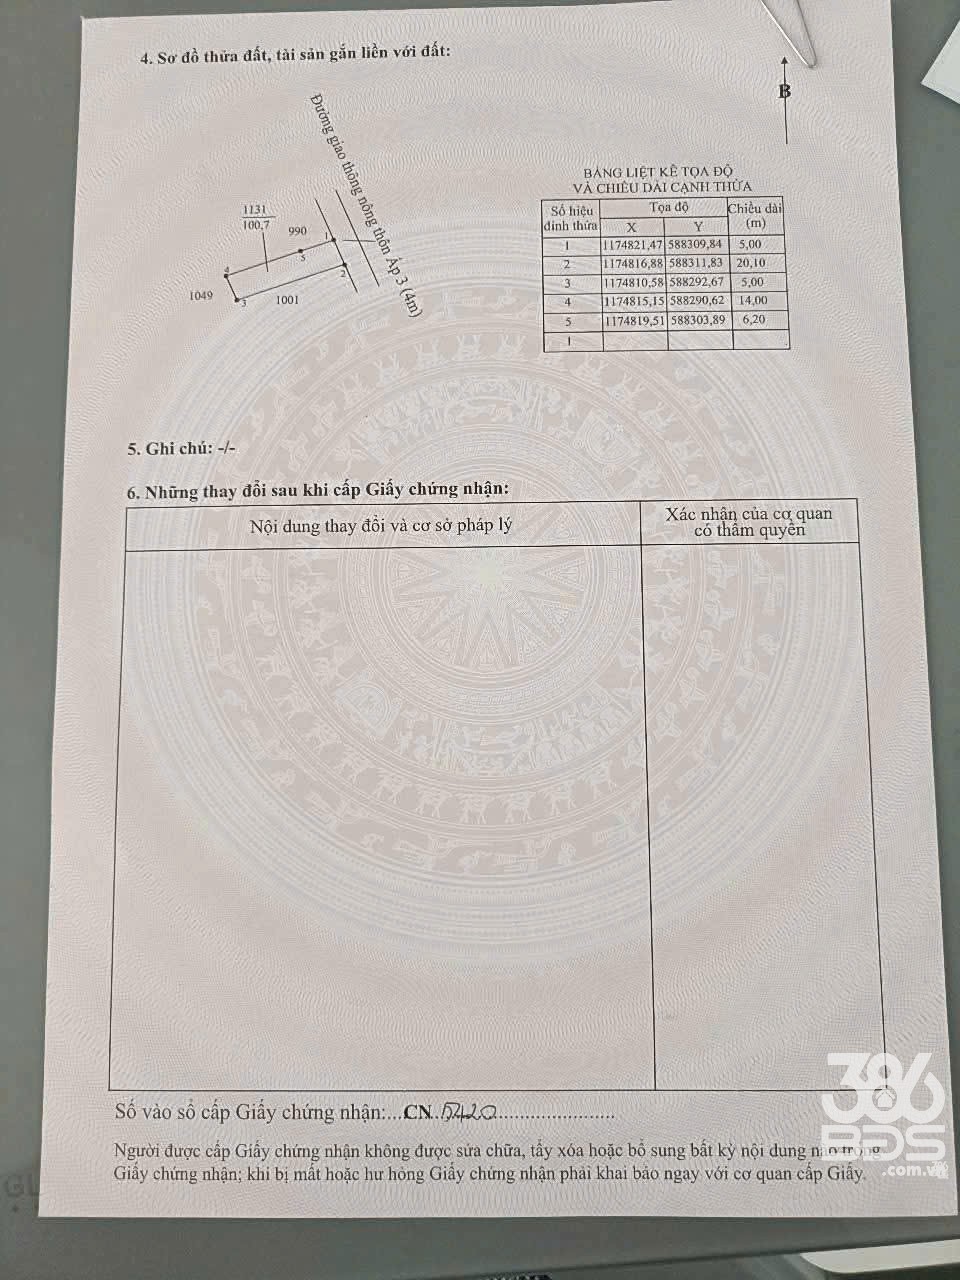 4. Sơ đồ thửa đất, tài sản gắn liền với đất:
B
Đường giao thông nông thôn Ấp 3 (4m)
1131
100,7
990
1
5
4
2
3
1049
1001
BẢNG LIỆT KÊ TỌA ĐỘ
VÀ CHIỀU DÀI CẠNH THỬA
Số hiệu đỉnh thửa Tọa độ Chiều dài (m)
X Y
1 1174821,47 588309,84 5,00
2 1174816,88 588311,83 20,10
3 1174810,58 588292,67 5,00
4 1174815,15 588290,62 14,00
5 1174819,51 588303,89 6,20
1
5. Ghi chú: -/-
6. Những thay đổi sau khi cấp Giấy chứng nhận:
Nội dung thay đổi và cơ sở pháp lý
Xác nhận của cơ quan
có thẩm quyền
Số vào sổ cấp Giấy chứng nhận:...CN..5420......................
Người được cấp Giấy chứng nhận không được sửa chữa, tẩy xóa hoặc bổ sung bất kỳ nội dung nào trong
Giấy chứng nhận; khi bị mất hoặc hư hỏng Giấy chứng nhận phải khai báo ngay với cơ quan cấp Giấy.
386
BDS
.com.vn